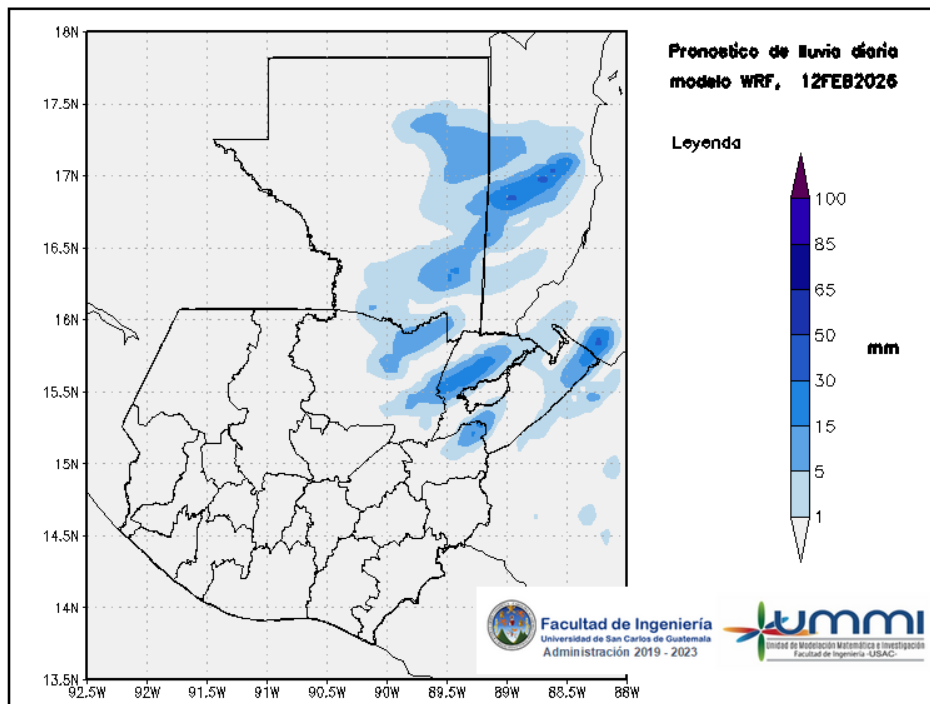 18N
17.5N
17N
16.5N
16N
15.5N
15N
14.5N
14N
13.5N
92.5W 92W 91.5W 91W 90.5W 90W 89.5W 89W 88.5W 88W
Pronostico de lluvia diaria
modelo WRF, 12FEB2026
Leyenda
100
85
65
50
30
15
5
1
mm
Facultad de Ingeniería
Universidad de San Carlos de Guatemala
Administración 2019 - 2023
ummi
Unidad de Modelación Matemática e Investigación
Facultad de Ingeniería -USAC-